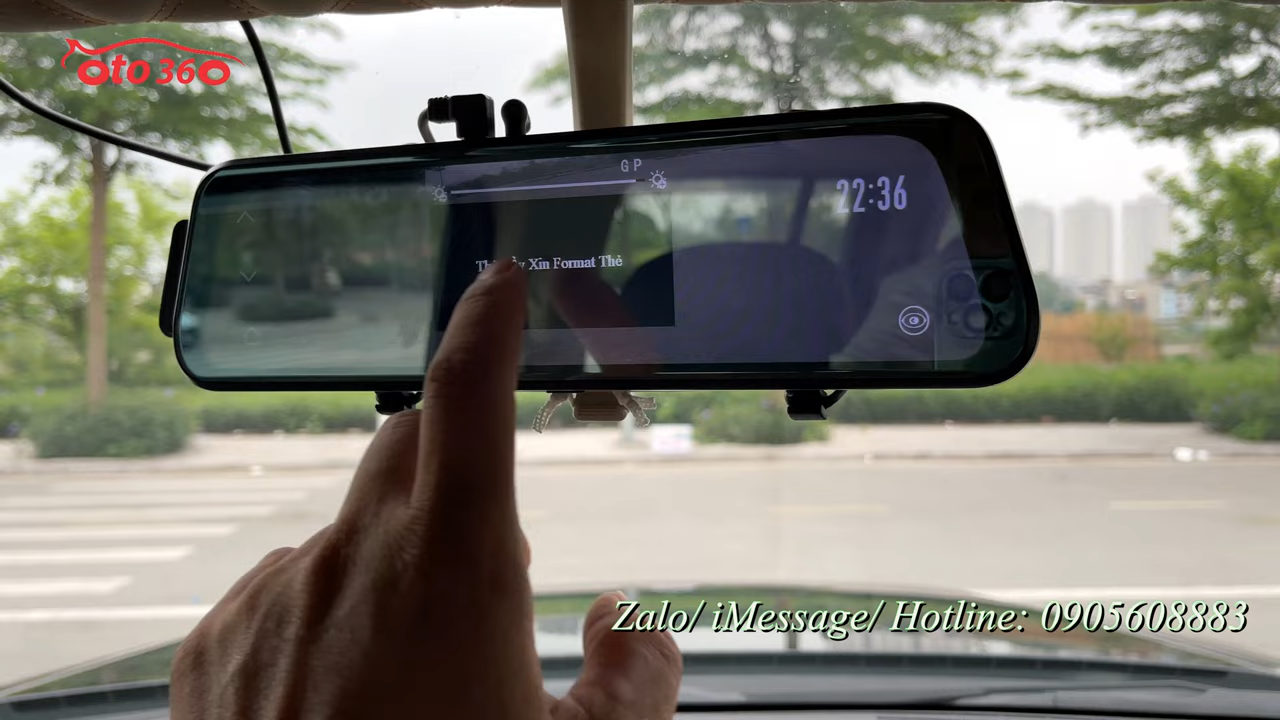 oto 360
G P
22:36
Xin Format Thẻ
Zalo/ iMessage/ Hotline: 0905608883